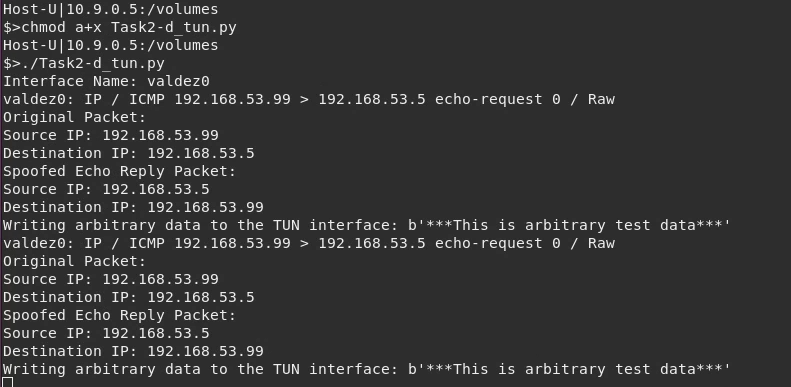 Host-U|10.9.0.5:/volumes
$>chmod a+x Task2-d_tun.py
Host-U|10.9.0.5:/volumes
$>./Task2-d_tun.py
Interface Name: valdez0
valdez0: IP / ICMP 192.168.53.99 > 192.168.53.5 echo-request 0 / Raw
Original Packet:
Source IP: 192.168.53.99
Destination IP: 192.168.53.5
Spoofed Echo Reply Packet:
Source IP: 192.168.53.5
Destination IP: 192.168.53.99
Writing arbitrary data to the TUN interface: b'***This is arbitrary test data***'
valdez0: IP / ICMP 192.168.53.99 > 192.168.53.5 echo-request 0 / Raw
Original Packet:
Source IP: 192.168.53.99
Destination IP: 192.168.53.5
Spoofed Echo Reply Packet:
Source IP: 192.168.53.5
Destination IP: 192.168.53.99
Writing arbitrary data to the TUN interface: b'***This is arbitrary test data***'